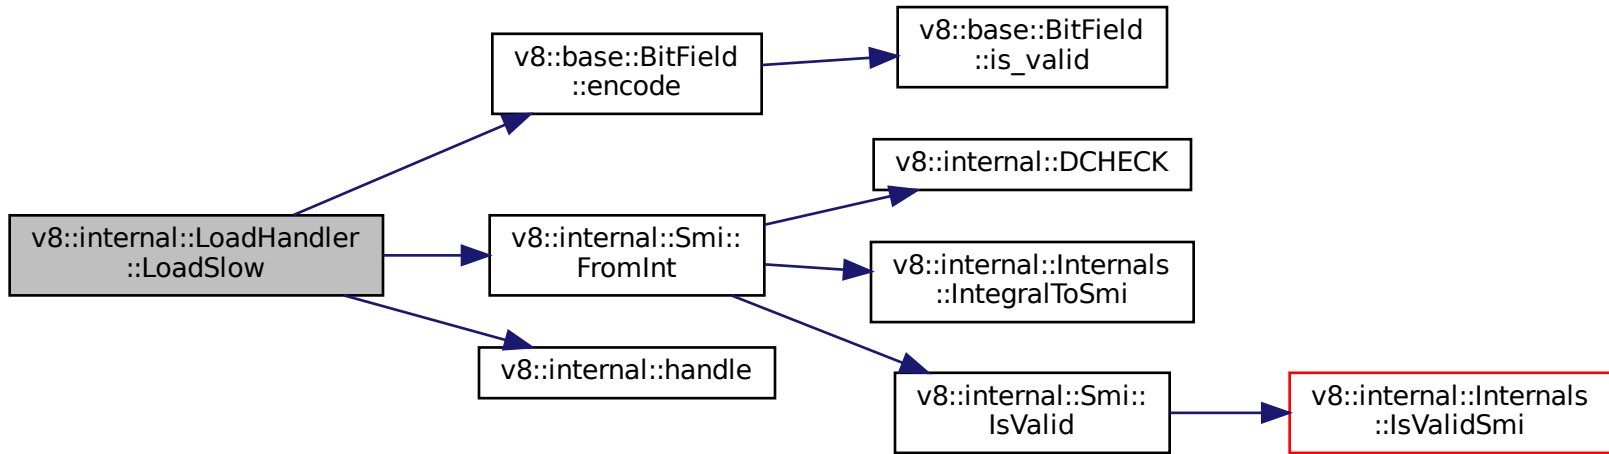 v8::internal::LoadHandler
::LoadSlow
v8::base::BitField
::encode
v8::base::BitField
::is_valid
v8::internal::Smi::
FromInt
v8::internal::DCHECK
v8::internal::Internals
::IntegralToSmi
v8::internal::Smi::
IsValid
v8::internal::Internals
::IsValidSmi
v8::internal::handle